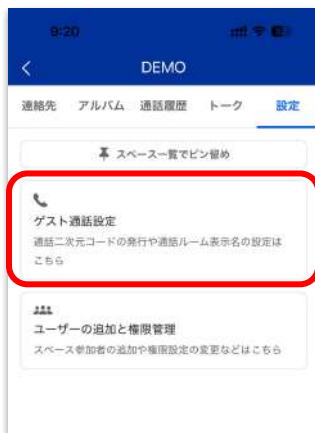 9:20
DEMO
連絡先 アルバム 通話履歴 トーク 設定
スペース一覧でピン留め
ゲスト通話設定
通話二次元コードの発行や通話ルーム表示名の設定は
こちら
ユーザーの追加と権限管理
スペース参加者の追加や権限設定の変更などはこちら